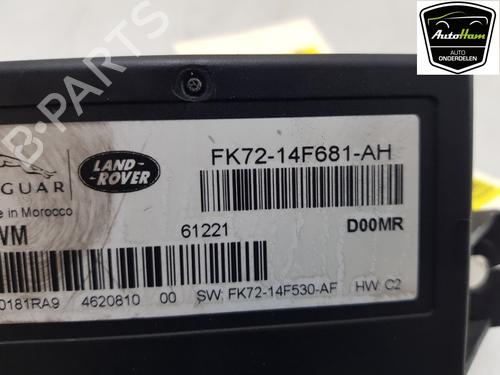 AutoHam
AUTO
ONDERDELEN
B-PARTS
GUAR
LAND-
ROVER
FK72-14F681-AH
e in Morocco
WM
61221
D00MR
0181RA9
4620810
00
SW: FK72-14F530-AF
HW: C2